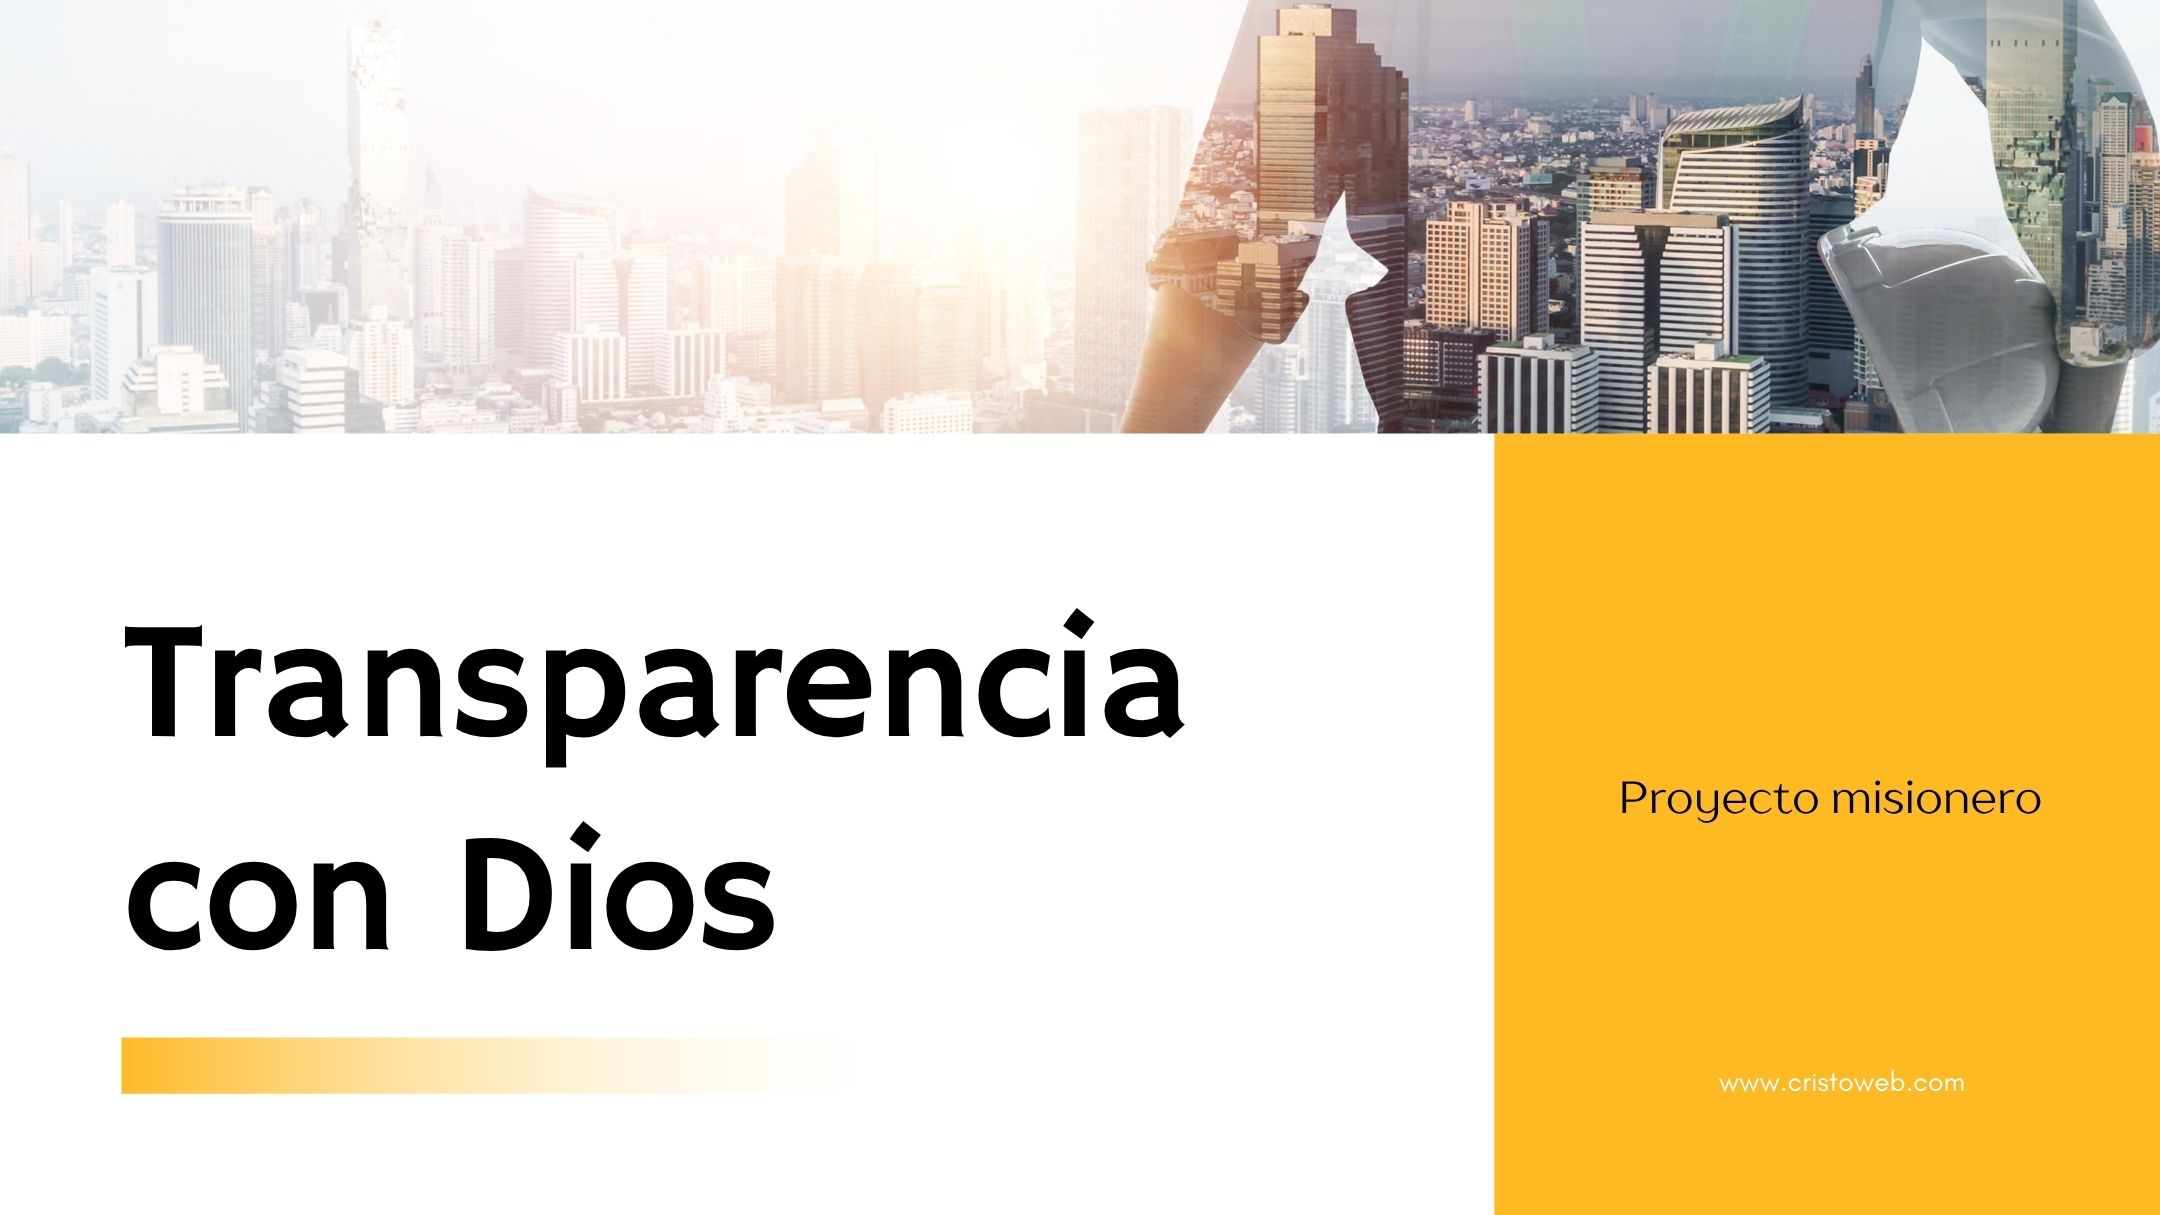 Transparencia
con Dios
Proyecto misionero
www.cristoweb.com